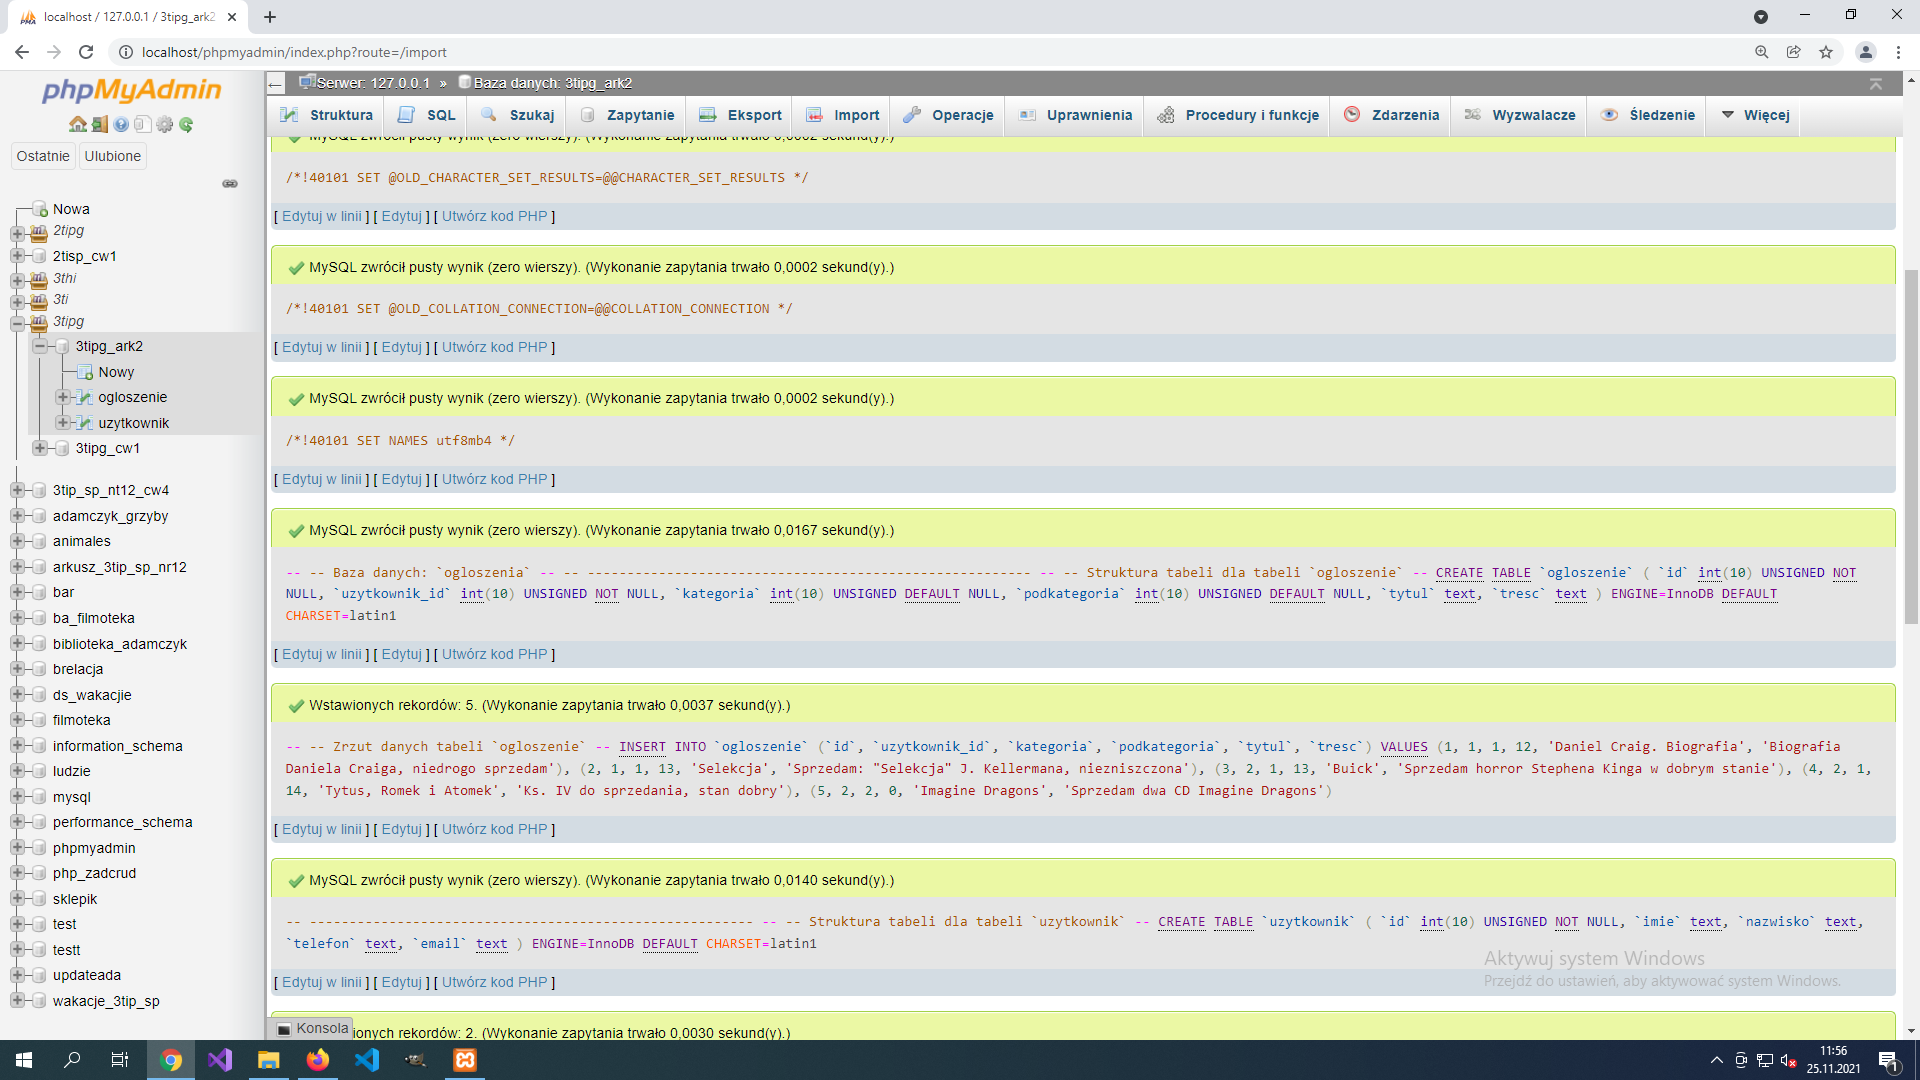 localhost / 127.0.0.1 / 3tipg_ark2
localhost/phpmyadmin/index.php?route=/import
phpMyAdmin
Ostatnie Ulubione
Nowa
2tipg
2tisp_cw1
3thi
3ti
3tipg
3tipg_ark2
Nowy
ogloszenie
uzytkownik
3tipg_cw1
3tip_sp_nt12_cw4
adamczyk_grzyby
animales
arkusz_3tip_sp_nr12
bar
ba_filmoteka
biblioteka_adamczyk
brelacja
ds_wakacjie
filmoteka
information_schema
ludzie
mysql
performance_schema
phpmyadmin
php_zadcrud
sklepik
test
testt
updateada
wakacje_3tip_sp
Serwer: 127.0.0.1 » Baza danych: 3tipg_ark2
Struktura SQL Szukaj Zapytanie Eksport Import Operacje Uprawnienia Procedury i funkcje Zdarzenia Wyzwalacze Śledzenie Więcej
MySQL zwrócił pusty wynik (zero wierszy). (Wykonanie zapytania trwało 0,0002 sekund(y).)
/*!40101 SET @OLD_CHARACTER_SET_RESULTS=@@CHARACTER_SET_RESULTS */
[ Edytuj w linii ] [ Edytuj ] [ Utwórz kod PHP ]
MySQL zwrócił pusty wynik (zero wierszy). (Wykonanie zapytania trwało 0,0002 sekund(y).)
/*!40101 SET @OLD_COLLATION_CONNECTION=@@COLLATION_CONNECTION */
[ Edytuj w linii ] [ Edytuj ] [ Utwórz kod PHP ]
MySQL zwrócił pusty wynik (zero wierszy). (Wykonanie zapytania trwało 0,0002 sekund(y).)
/*!40101 SET NAMES utf8mb4 */
[ Edytuj w linii ] [ Edytuj ] [ Utwórz kod PHP ]
MySQL zwrócił pusty wynik (zero wierszy). (Wykonanie zapytania trwało 0,0167 sekund(y).)
-- -- Baza danych: `ogloszenia` -- -- -------------------------------------------------------- -- -- Struktura tabeli dla tabeli `ogloszenie` -- CREATE TABLE `ogloszenie` ( `id` int(10) UNSIGNED NOT
NULL, `uzytkownik_id` int(10) UNSIGNED NOT NULL, `kategoria` int(10) UNSIGNED DEFAULT NULL, `podkategoria` int(10) UNSIGNED DEFAULT NULL, `tytul` text, `tresc` text ) ENGINE=InnoDB DEFAULT
CHARSET=latin1
[ Edytuj w linii ] [ Edytuj ] [ Utwórz kod PHP ]
Wstawionych rekordów: 5. (Wykonanie zapytania trwało 0,0037 sekund(y).)
-- -- Zrzut danych tabeli `ogloszenie` -- INSERT INTO `ogloszenie` (`id`, `uzytkownik_id`, `kategoria`, `podkategoria`, `tytul`, `tresc`) VALUES (1, 1, 1, 12, 'Daniel Craig. Biografia', 'Biografia
Daniela Craiga, niedrogo sprzedam'), (2, 1, 1, 13, 'Selekcja', 'Sprzedam: "Selekcja" J. Kellermana, niezniszczona'), (3, 2, 1, 13, 'Buick', 'Sprzedam horror Stephena Kinga w dobrym stanie'), (4, 2, 1,
14, 'Tytus, Romek i Atomek', 'Ks. IV do sprzedania, stan dobry'), (5, 2, 2, 0, 'Imagine Dragons', 'Sprzedam dwa CD Imagine Dragons')
[ Edytuj w linii ] [ Edytuj ] [ Utwórz kod PHP ]
MySQL zwrócił pusty wynik (zero wierszy). (Wykonanie zapytania trwało 0,0140 sekund(y).)
-- -------------------------------------------------------- -- -- Struktura tabeli dla tabeli `uzytkownik` -- CREATE TABLE `uzytkownik` ( `id` int(10) UNSIGNED NOT NULL, `imie` text, `nazwisko` text,
`telefon` text, `email` text ) ENGINE=InnoDB DEFAULT CHARSET=latin1
[ Edytuj w linii ] [ Edytuj ] [ Utwórz kod PHP ]
Aktywuj system Windows
Przejdź do ustawień, aby aktywować system Windows.
Konsola ionych rekordów: 2. (Wykonanie zapytania trwało 0,0030 sekund(y).)
11:56
25.11.2021
1